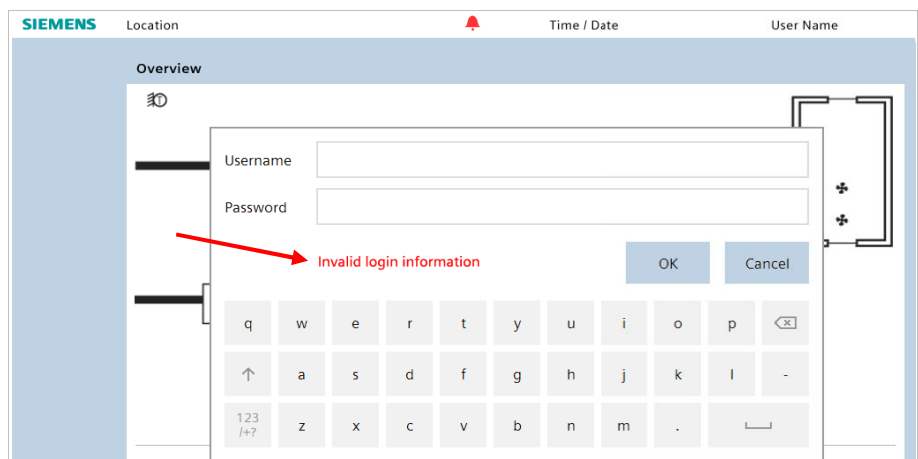 SIEMENS Location Time / Date User Name
Overview
Username
Password
Invalid login information OK Cancel
q w e r t y u i o p
a s d f g h j k l -
123 z x c v b n m .
/+?